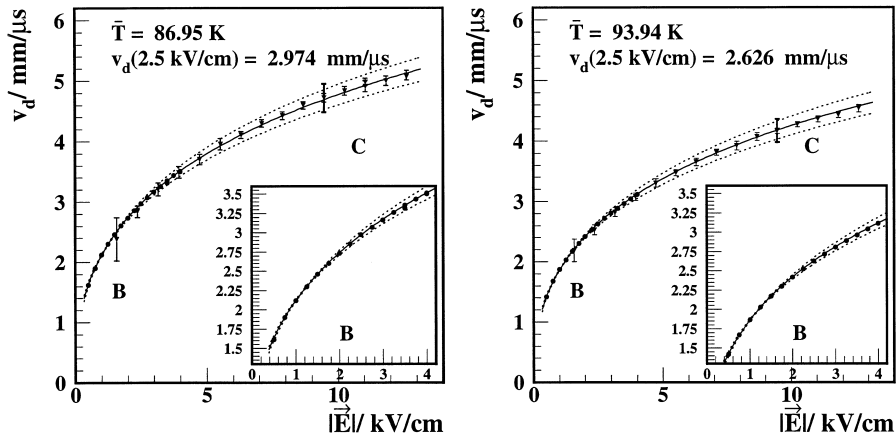 v_d / mm/μs
6
5
4
3
2
1
0
T̄ = 86.95 K
v_d(2.5 kV/cm) = 2.974 mm/μs
C
B
3.5
3.25
3
2.75
2.5
2.25
2
1.75
1.5
B
0 1 2 3 4
0 5 10
|E⃗| / kV/cm
v_d / mm/μs
6
5
4
3
2
1
0
T̄ = 93.94 K
v_d(2.5 kV/cm) = 2.626 mm/μs
C
B
3.5
3.25
3
2.75
2.5
2.25
2
1.75
1.5
B
0 1 2 3 4
0 5 10
|E⃗| / kV/cm